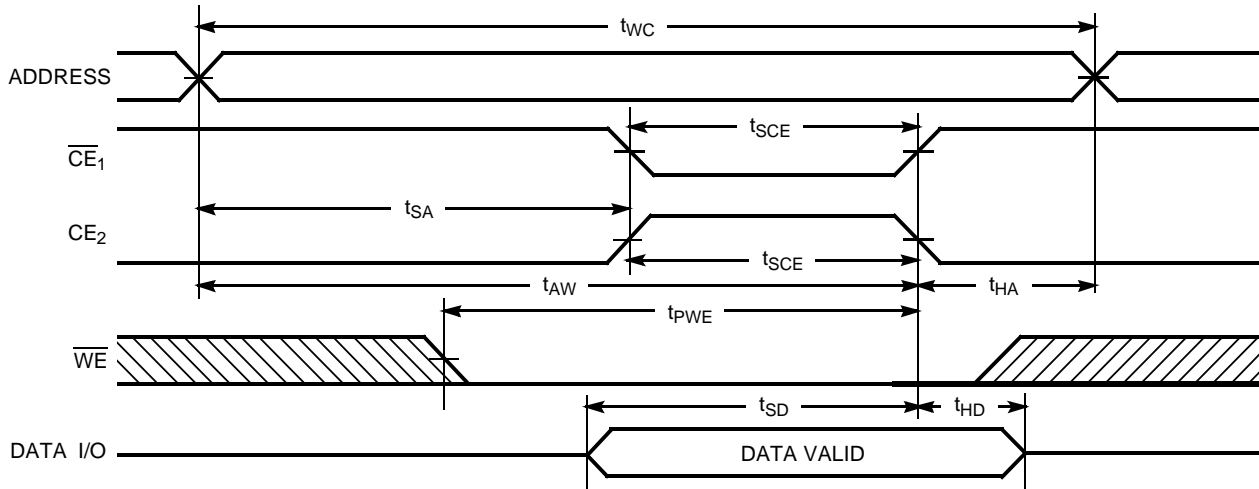 tWC
ADDRESS
tSCE
CE1
tSA
CE2
tSCE
tAW
tHA
tPWE
WE
tSD
tHD
DATA I/O
DATA VALID